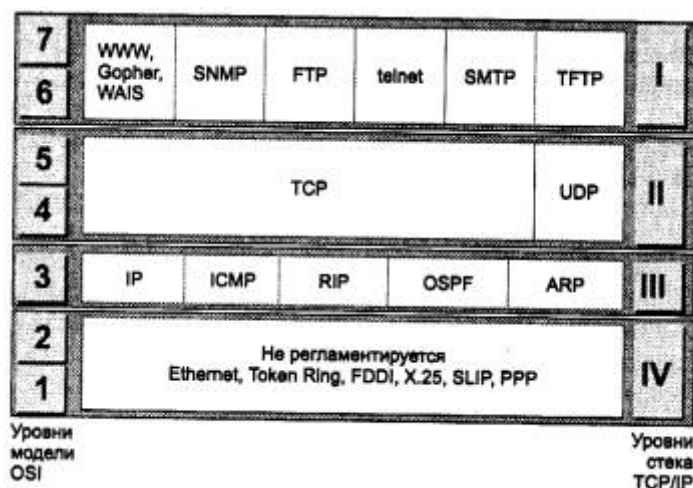 7
6
WWW,
Gopher,
WAIS
SNMP
FTP
telnet
SMTP
TFTP
I
5
4
TCP
UDP
II
3
IP
ICMP
RIP
OSPF
ARP
III
2
1
Не регламентируется
Ethernet, Token Ring, FDDI, X.25, SLIP, PPP
IV
Уровни
модели
OSI
Уровни
стека
TCP/IP